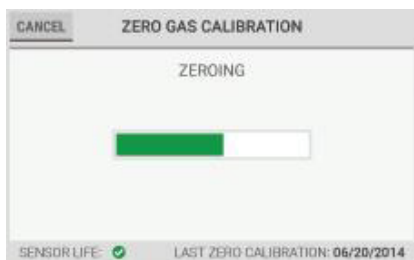 CANCEL ZERO GAS CALIBRATION
ZEROING
SENSOR LIFE: LAST ZERO CALIBRATION: 06/20/2014